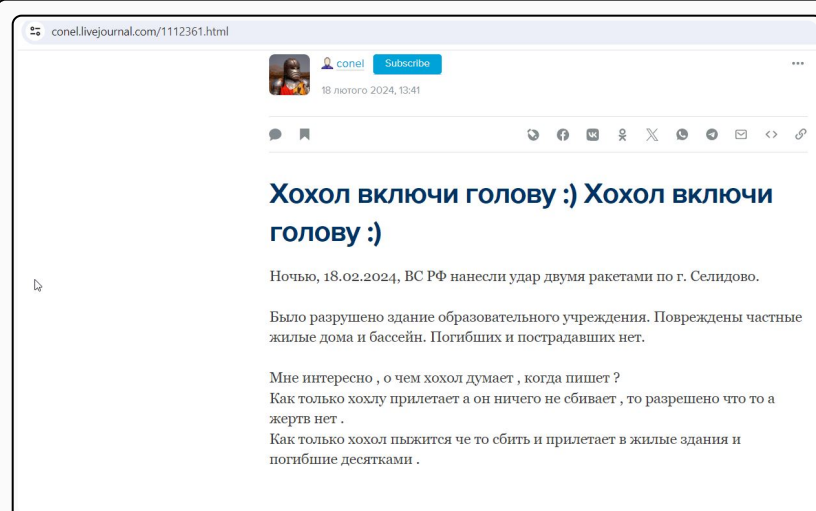 conel.livejournal.com/1112361.html
conel
Subscribe
18 лютого 2024, 13:41
Хохол включи голову :) Хохол включи
голову :)
Ночью, 18.02.2024, ВС РФ нанесли удар двумя ракетами по г. Селидово.
Было разрушено здание образовательного учреждения. Повреждены частные
жилые дома и бассейн. Погибших и пострадавших нет.
Мне интересно , о чем хохол думает , когда пишет ?
Как только хохлу прилетает а он ничего не сбивает , то разрешено что то а
жертв нет .
Как только хохол пыжится че то сбить и прилетает в жилые здания и
погибшие десятками .